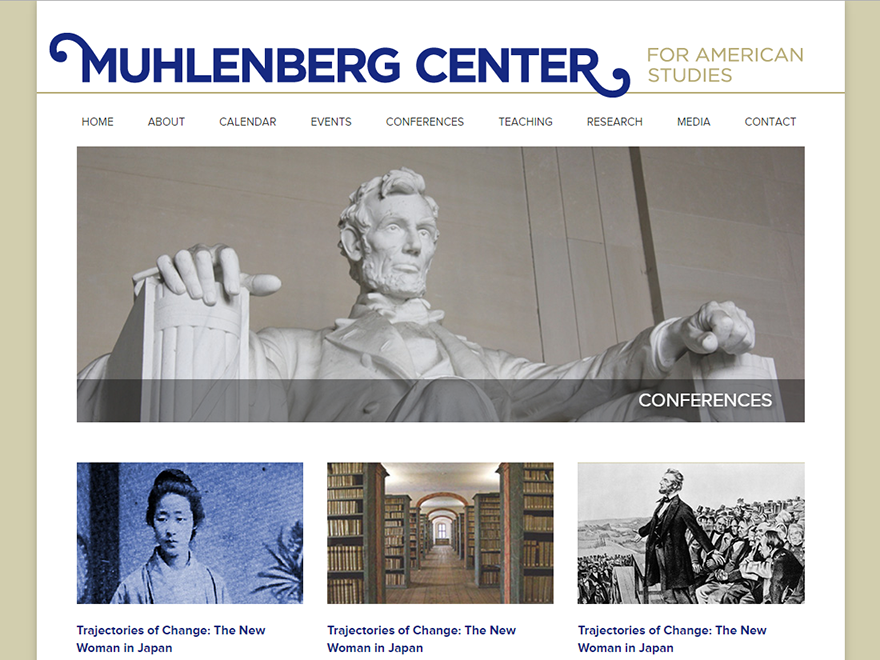 MUHLENBERG CENTER
FOR AMERICAN
STUDIES
HOME ABOUT CALENDAR EVENTS CONFERENCES TEACHING RESEARCH MEDIA CONTACT
CONFERENCES
Trajectories of Change: The New
Woman in Japan
Trajectories of Change: The New
Woman in Japan
Trajectories of Change: The New
Woman in Japan